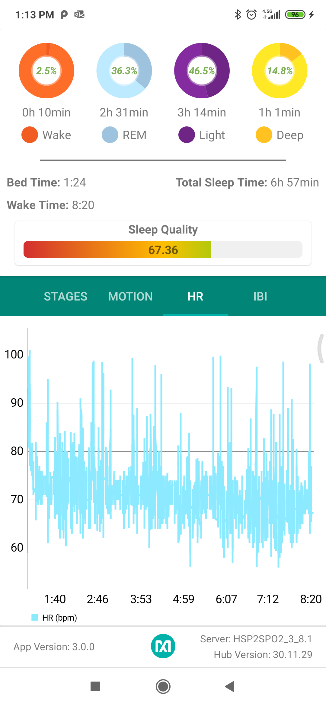 1:13 PM
4.5G
96
2.5%
36.3%
46.5%
14.8%
0h 10min
2h 31min
3h 14min
1h 1min
Wake
REM
Light
Deep
Bed Time: 1:24
Total Sleep Time: 6h 57min
Wake Time: 8:20
Sleep Quality
67.36
STAGES
MOTION
HR
IBI
100
90
80
70
60
1:40 2:46 3:53 4:59 6:07 7:12 8:20
HR (bpm)
App Version: 3.0.0
Server: HSP2SPO2_3_8.1
Hub Version: 30.11.29